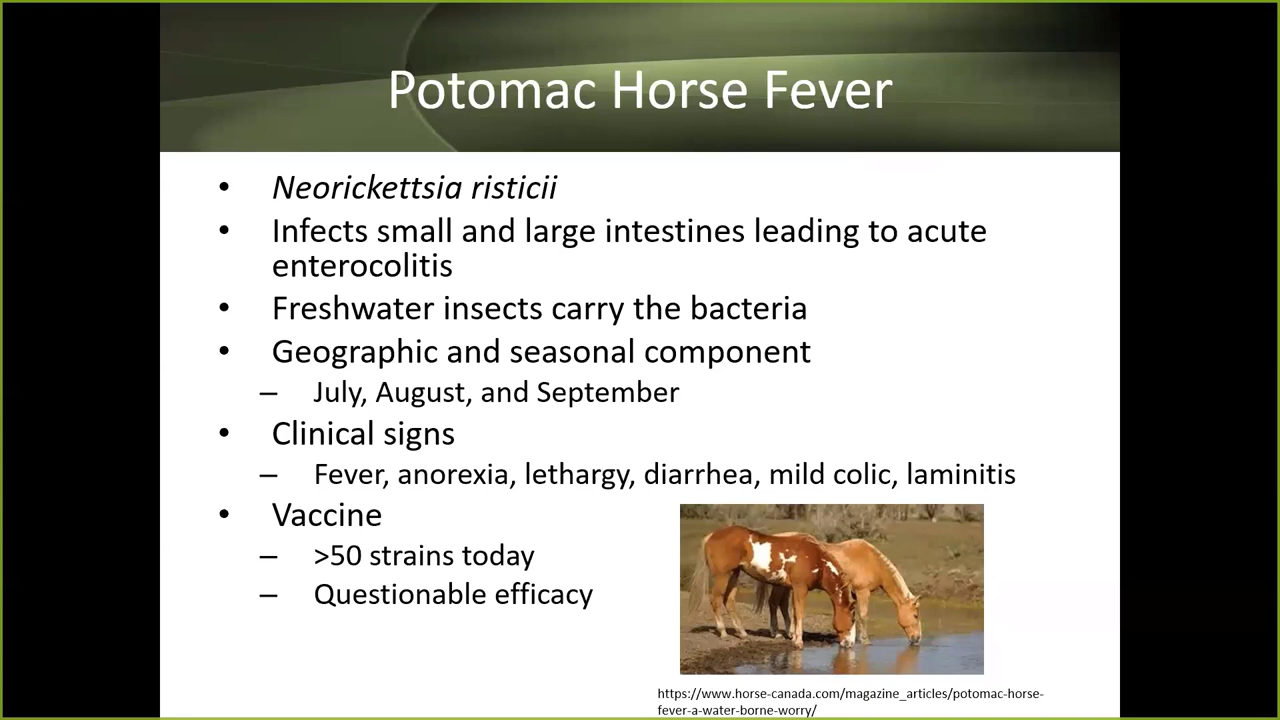 Potomac Horse Fever
• Neorickettsia risticii
• Infects small and large intestines leading to acute
enterocolitis
• Freshwater insects carry the bacteria
• Geographic and seasonal component
– July, August, and September
• Clinical signs
– Fever, anorexia, lethargy, diarrhea, mild colic, laminitis
• Vaccine
– >50 strains today
– Questionable efficacy
https://www.horse-canada.com/magazine_articles/potomac-horse-
fever-a-water-borne-worry/